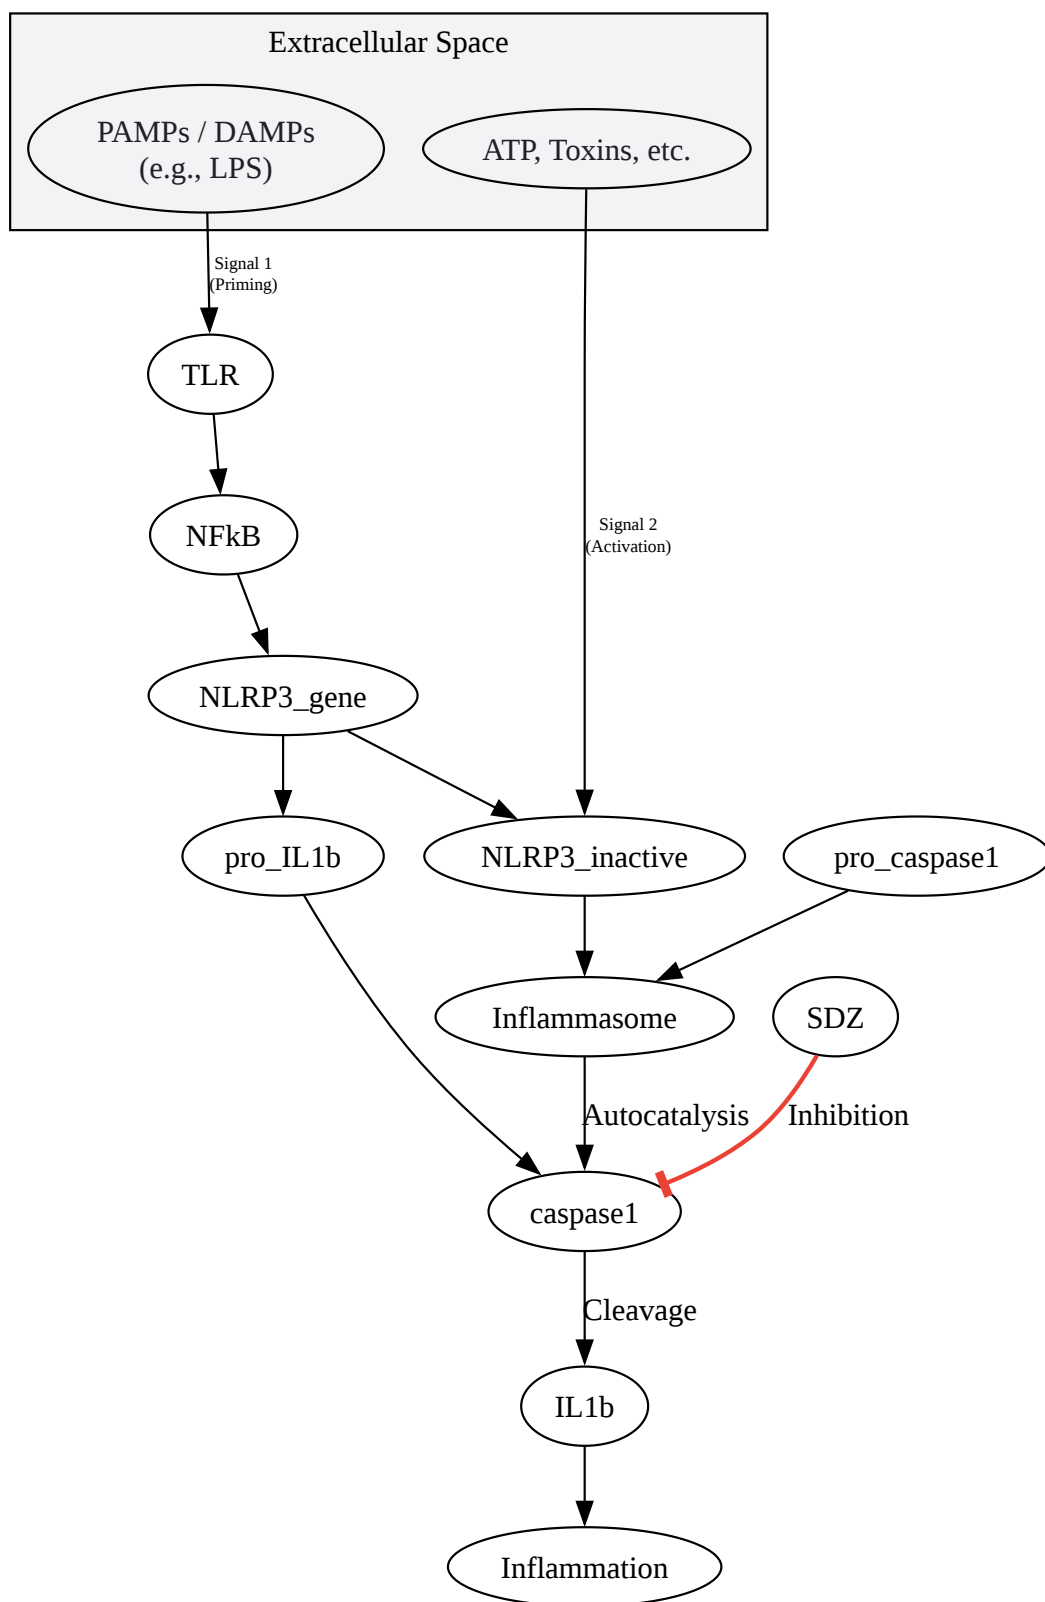 Extracellular Space
PAMPs / DAMPs
(e.g., LPS)
ATP, Toxins, etc.
Signal 1
(Priming)
TLR
Signal 2
(Activation)
NFkB
NLRP3_gene
pro_IL1b
NLRP3_inactive
pro_caspase1
Inflammasome
SDZ
Autocatalysis
Inhibition
caspase1
Cleavage
IL1b
Inflammation